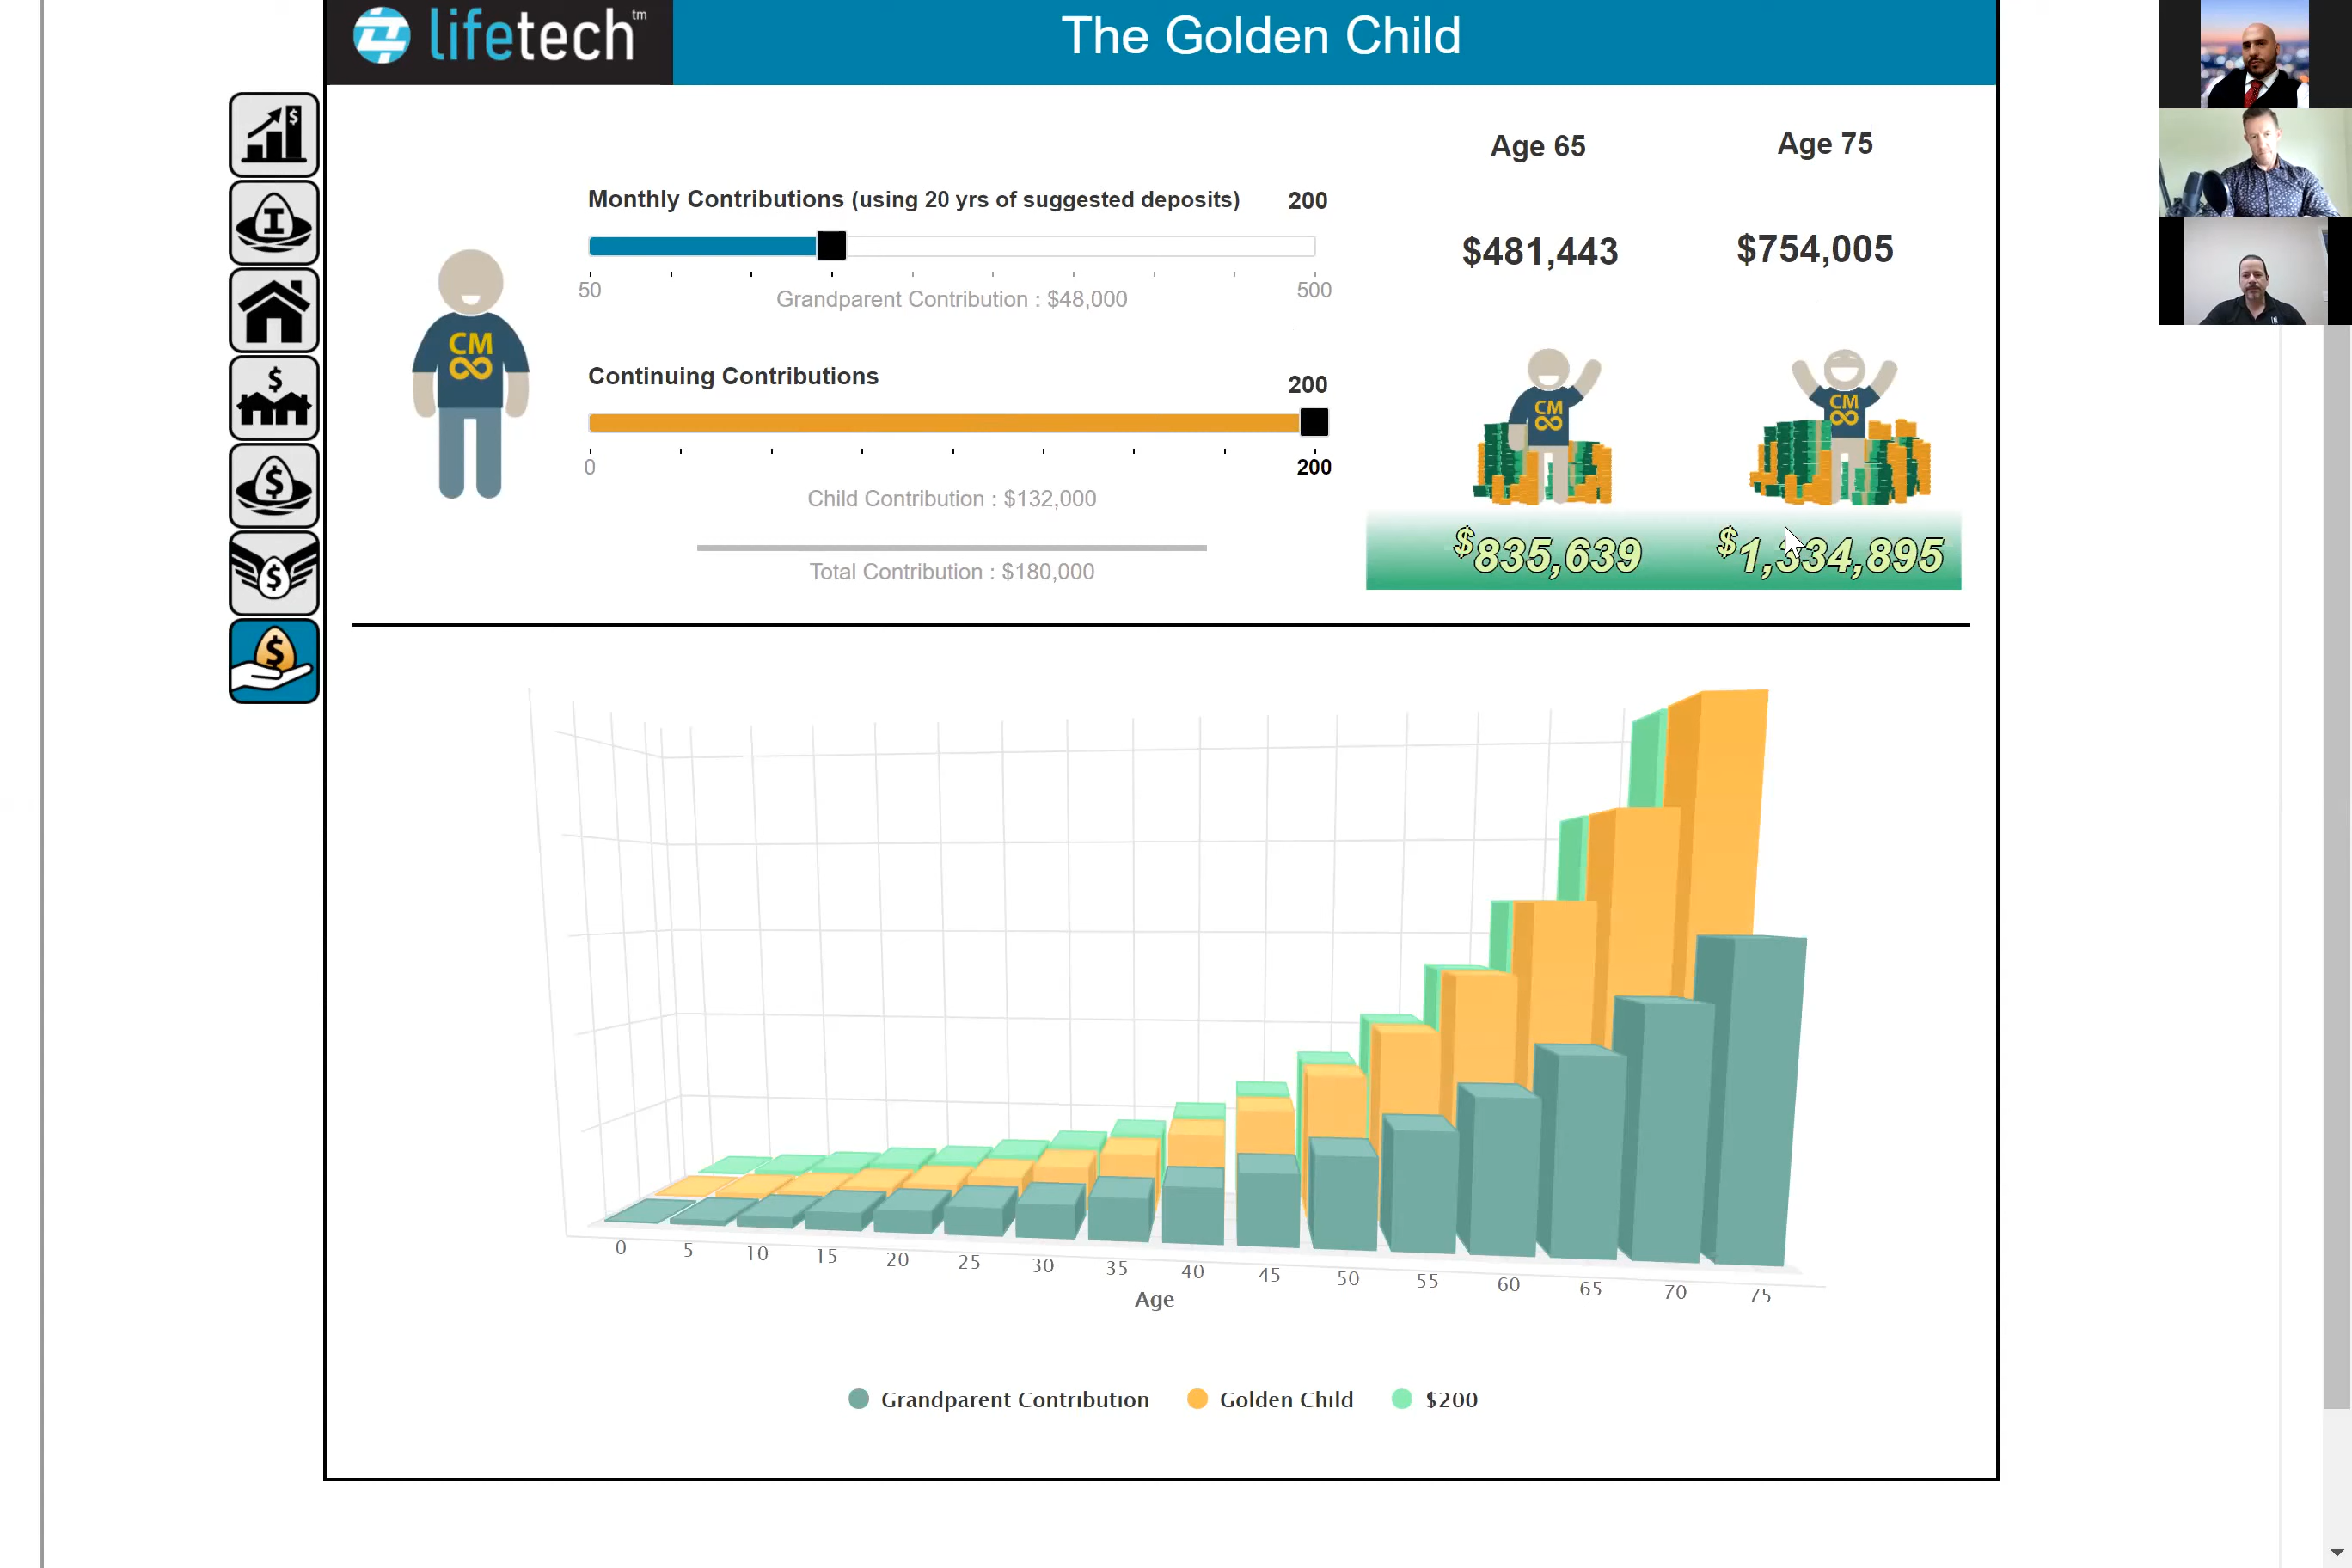 lifetech™
The Golden Child
Age 65
Age 75
Monthly Contributions (using 20 yrs of suggested deposits) 200
$481,443
$754,005
50
500
Grandparent Contribution : $48,000
CM
Continuing Contributions
200
CM
CM
0
200
Child Contribution : $132,000
$835,639
$1,334,895
Total Contribution : $180,000
0 5 10 15 20 25 30 35 40 45 50 55 60 65 70 75
Age
Grandparent Contribution
Golden Child
$200